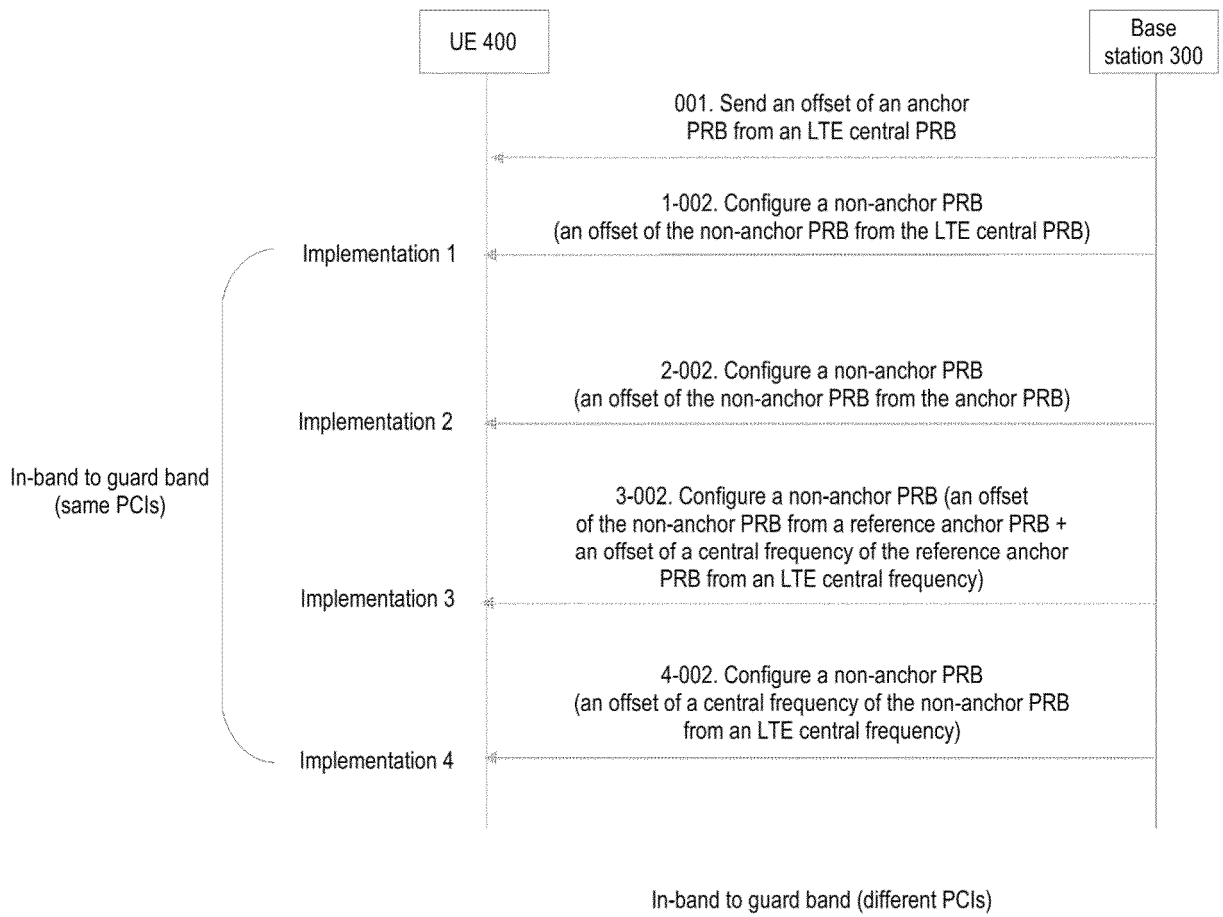 UE 400
Base
station 300
001. Send an offset of an anchor
PRB from an LTE central PRB
1-002. Configure a non-anchor PRB
(an offset of the non-anchor PRB from the LTE central PRB)
Implementation 1
2-002. Configure a non-anchor PRB
(an offset of the non-anchor PRB from the anchor PRB)
Implementation 2
In-band to guard band
(same PCIs)
3-002. Configure a non-anchor PRB (an offset
of the non-anchor PRB from a reference anchor PRB +
an offset of a central frequency of the reference anchor
PRB from an LTE central frequency)
Implementation 3
4-002. Configure a non-anchor PRB
(an offset of a central frequency of the non-anchor PRB
from an LTE central frequency)
Implementation 4
In-band to guard band (different PCIs)